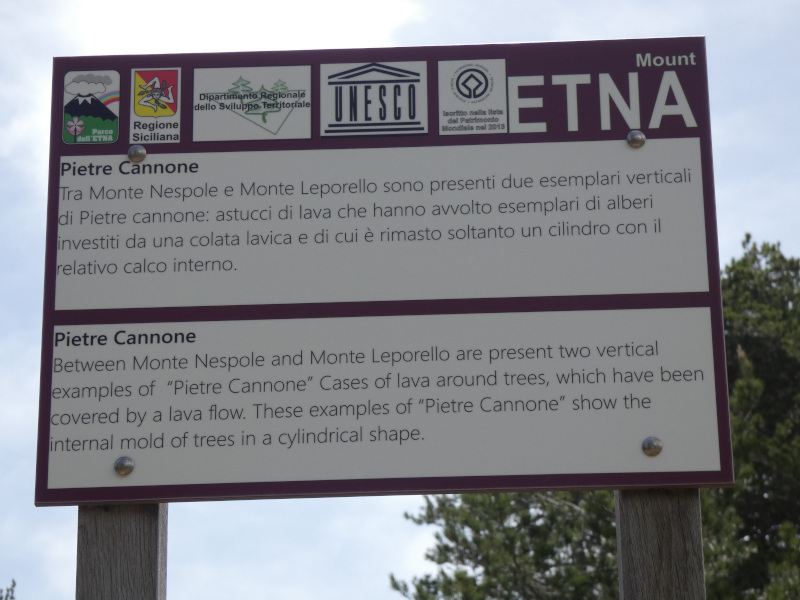 Mount
ETNA
Parco
dell'ETNA
Regione
Siciliana
Dipartimento Regionale
dello Sviluppo Territoriale
UNESCO
Iscritto nella lista
del Patrimonio
Mondiale nel 2013
Pietre Cannone
Tra Monte Nespole e Monte Leporello sono presenti due esemplari verticali
di Pietre cannone: astucci di lava che hanno avvolto esemplari di alberi
investiti da una colata lavica e di cui è rimasto soltanto un cilindro con il
relativo calco interno.
Pietre Cannone
Between Monte Nespole and Monte Leporello are present two vertical
examples of “Pietre Cannone” Cases of lava around trees, which have been
covered by a lava flow. These examples of “Pietre Cannone” show the
internal mold of trees in a cylindrical shape.